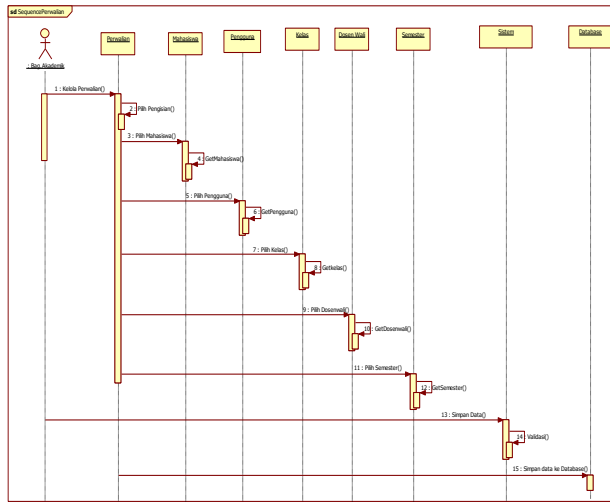 sd SequencePerwalian
: Bag. Akademik
Perwalian
Mahasiswa
Pengguna
Kelas
Dosen Wali
Semester
Sistem
Database
1 : Kelola Perwalian()
2 : Pilih Pengisian()
3 : Pilih Mahasiswa()
4 : GetMahasiswa()
5 : Pilih Pengguna()
6 : GetPengguna()
7 : Pilih Kelas()
8 : Getkelas()
9 : Pilih Dosenwali()
10 : GetDosenwali()
11 : Pilih Semester()
12 : GetSemester()
13 : Simpan Data()
14 : Validasi()
15 : Simpan data ke Database()